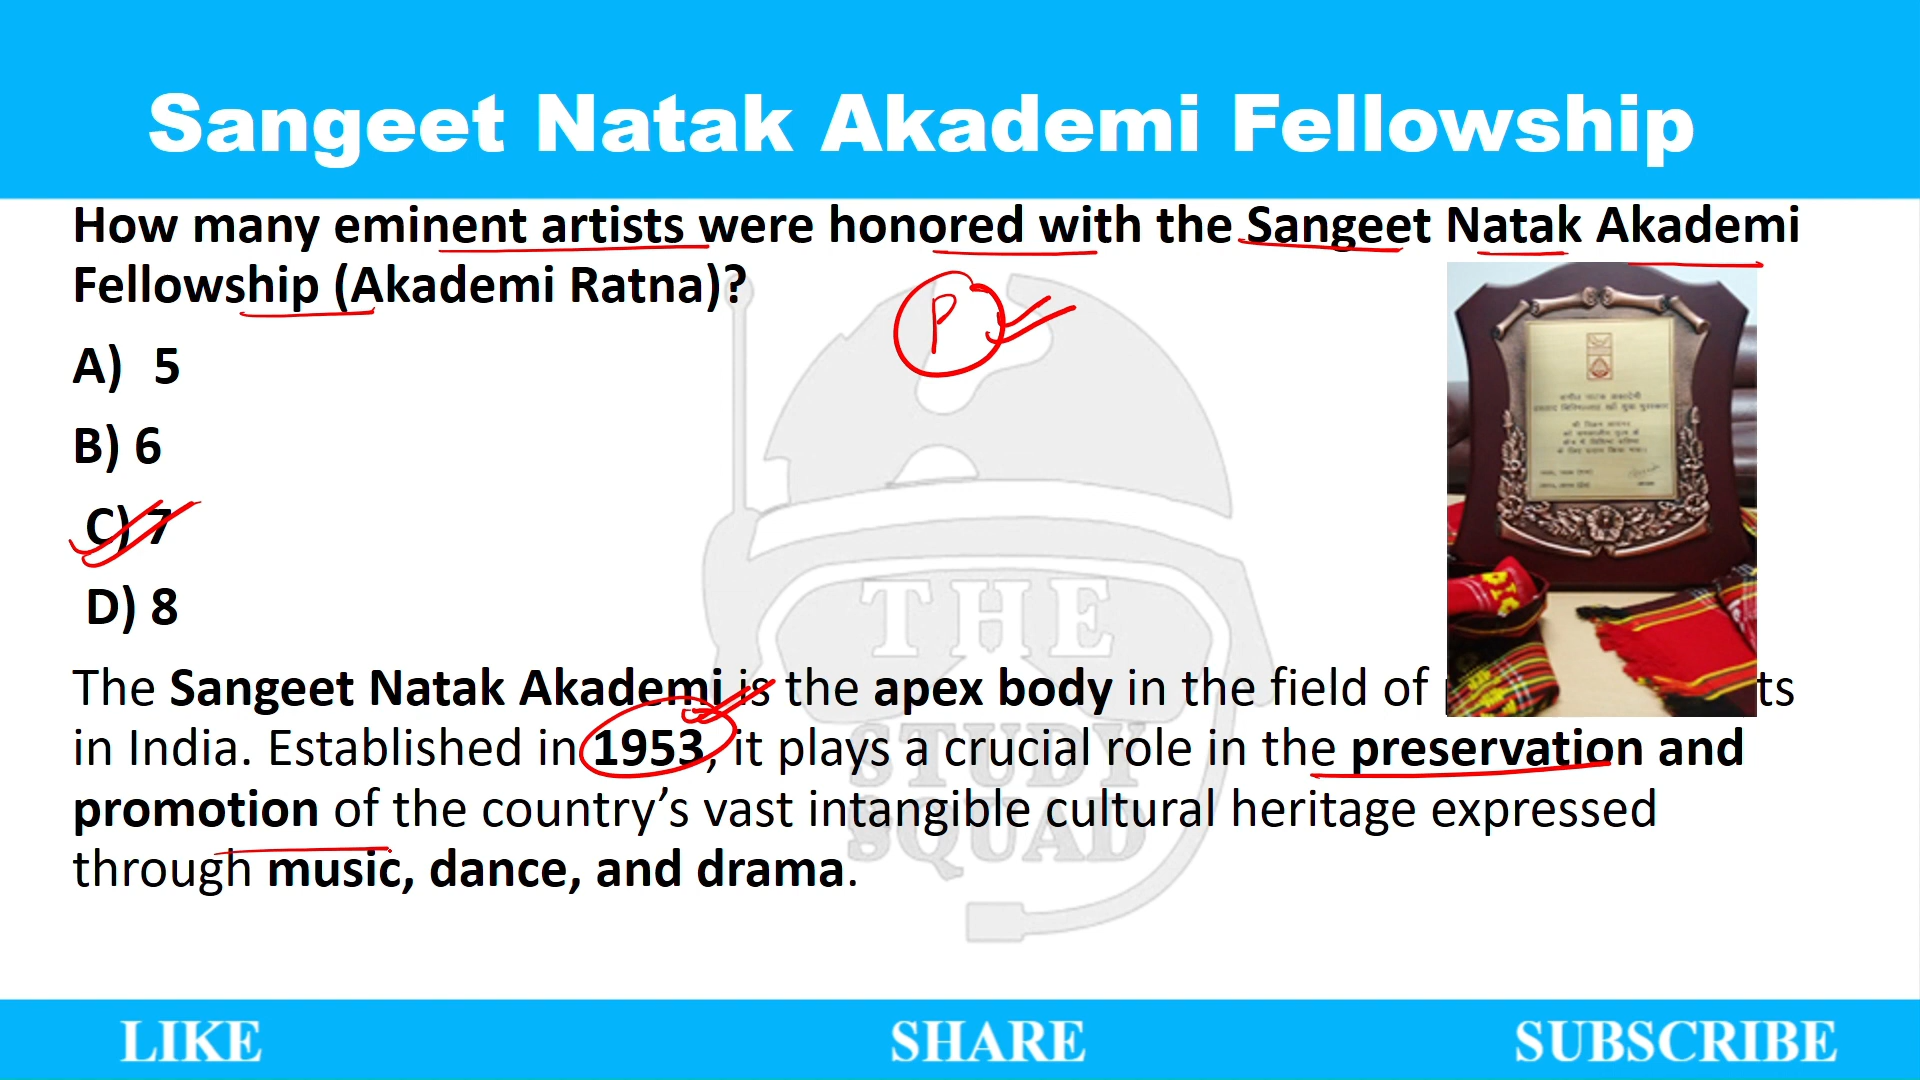 Sangeet Natak Akademi Fellowship
How many eminent artists were honored with the Sangeet Natak Akademi
Fellowship (Akademi Ratna)?
P
A) 5
B) 6
C) 7
D) 8
THE
STUDY
SQUAD
The Sangeet Natak Akademi is the apex body in the field of ts
in India. Established in 1953, it plays a crucial role in the preservation and
promotion of the country’s vast intangible cultural heritage expressed
through music, dance, and drama.
LIKE
SHARE
SUBSCRIBE